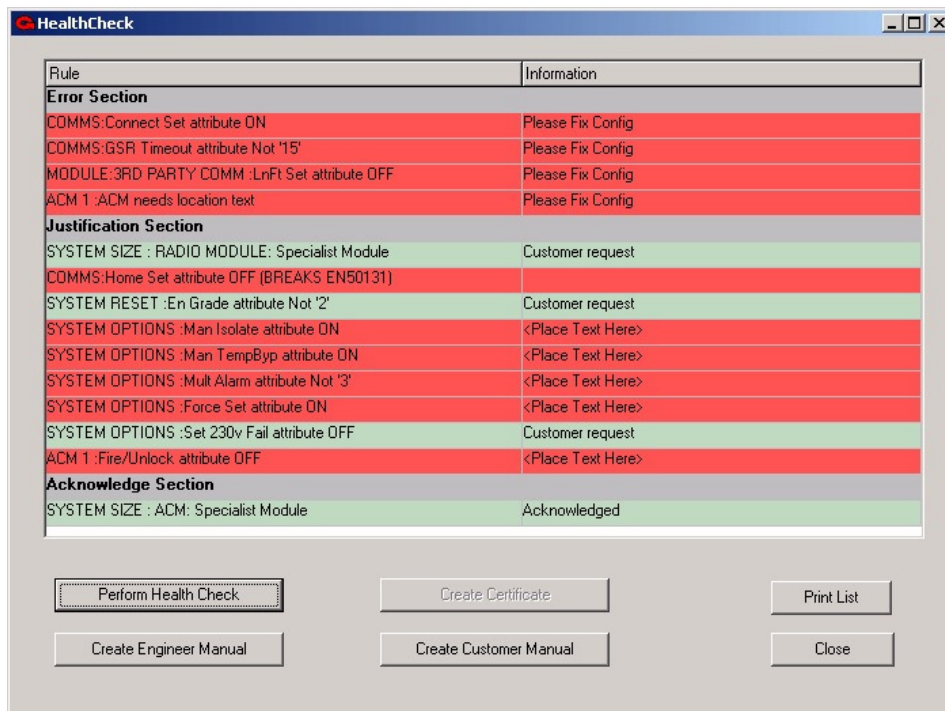 HealthCheck
Rule Information
Error Section
COMMS:Connect Set attribute ON Please Fix Config
COMMS:GSR Timeout attribute Not '15' Please Fix Config
MODULE:3RD PARTY COMM :LnFt Set attribute OFF Please Fix Config
ACM 1 :ACM needs location text Please Fix Config
Justification Section
SYSTEM SIZE : RADIO MODULE: Specialist Module Customer request
COMMS:Home Set attribute OFF (BREAKS EN50131)
SYSTEM RESET :En Grade attribute Not '2' Customer request
SYSTEM OPTIONS :Man Isolate attribute ON <Place Text Here>
SYSTEM OPTIONS :Man TempByp attribute ON <Place Text Here>
SYSTEM OPTIONS :Mult Alarm attribute Not '3' <Place Text Here>
SYSTEM OPTIONS :Force Set attribute ON <Place Text Here>
SYSTEM OPTIONS :Set 230v Fail attribute OFF Customer request
ACM 1 :Fire/Unlock attribute OFF <Place Text Here>
Acknowledge Section
SYSTEM SIZE : ACM: Specialist Module Acknowledged
Perform Health Check Create Certificate Print List
Create Engineer Manual Create Customer Manual Close